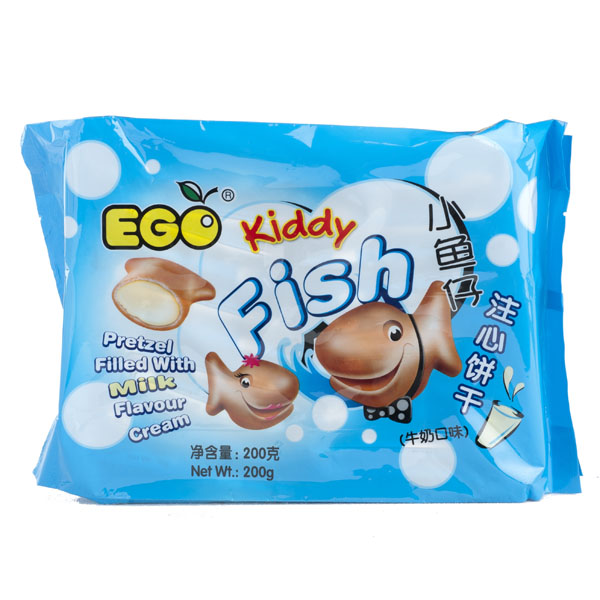 EGO®
Kiddy
Fish
小鱼仔
注心饼干
Pretzel
Filled With
Milk
Flavour
Cream
(牛奶口味)
净含量: 200克
Net Wt.: 200g